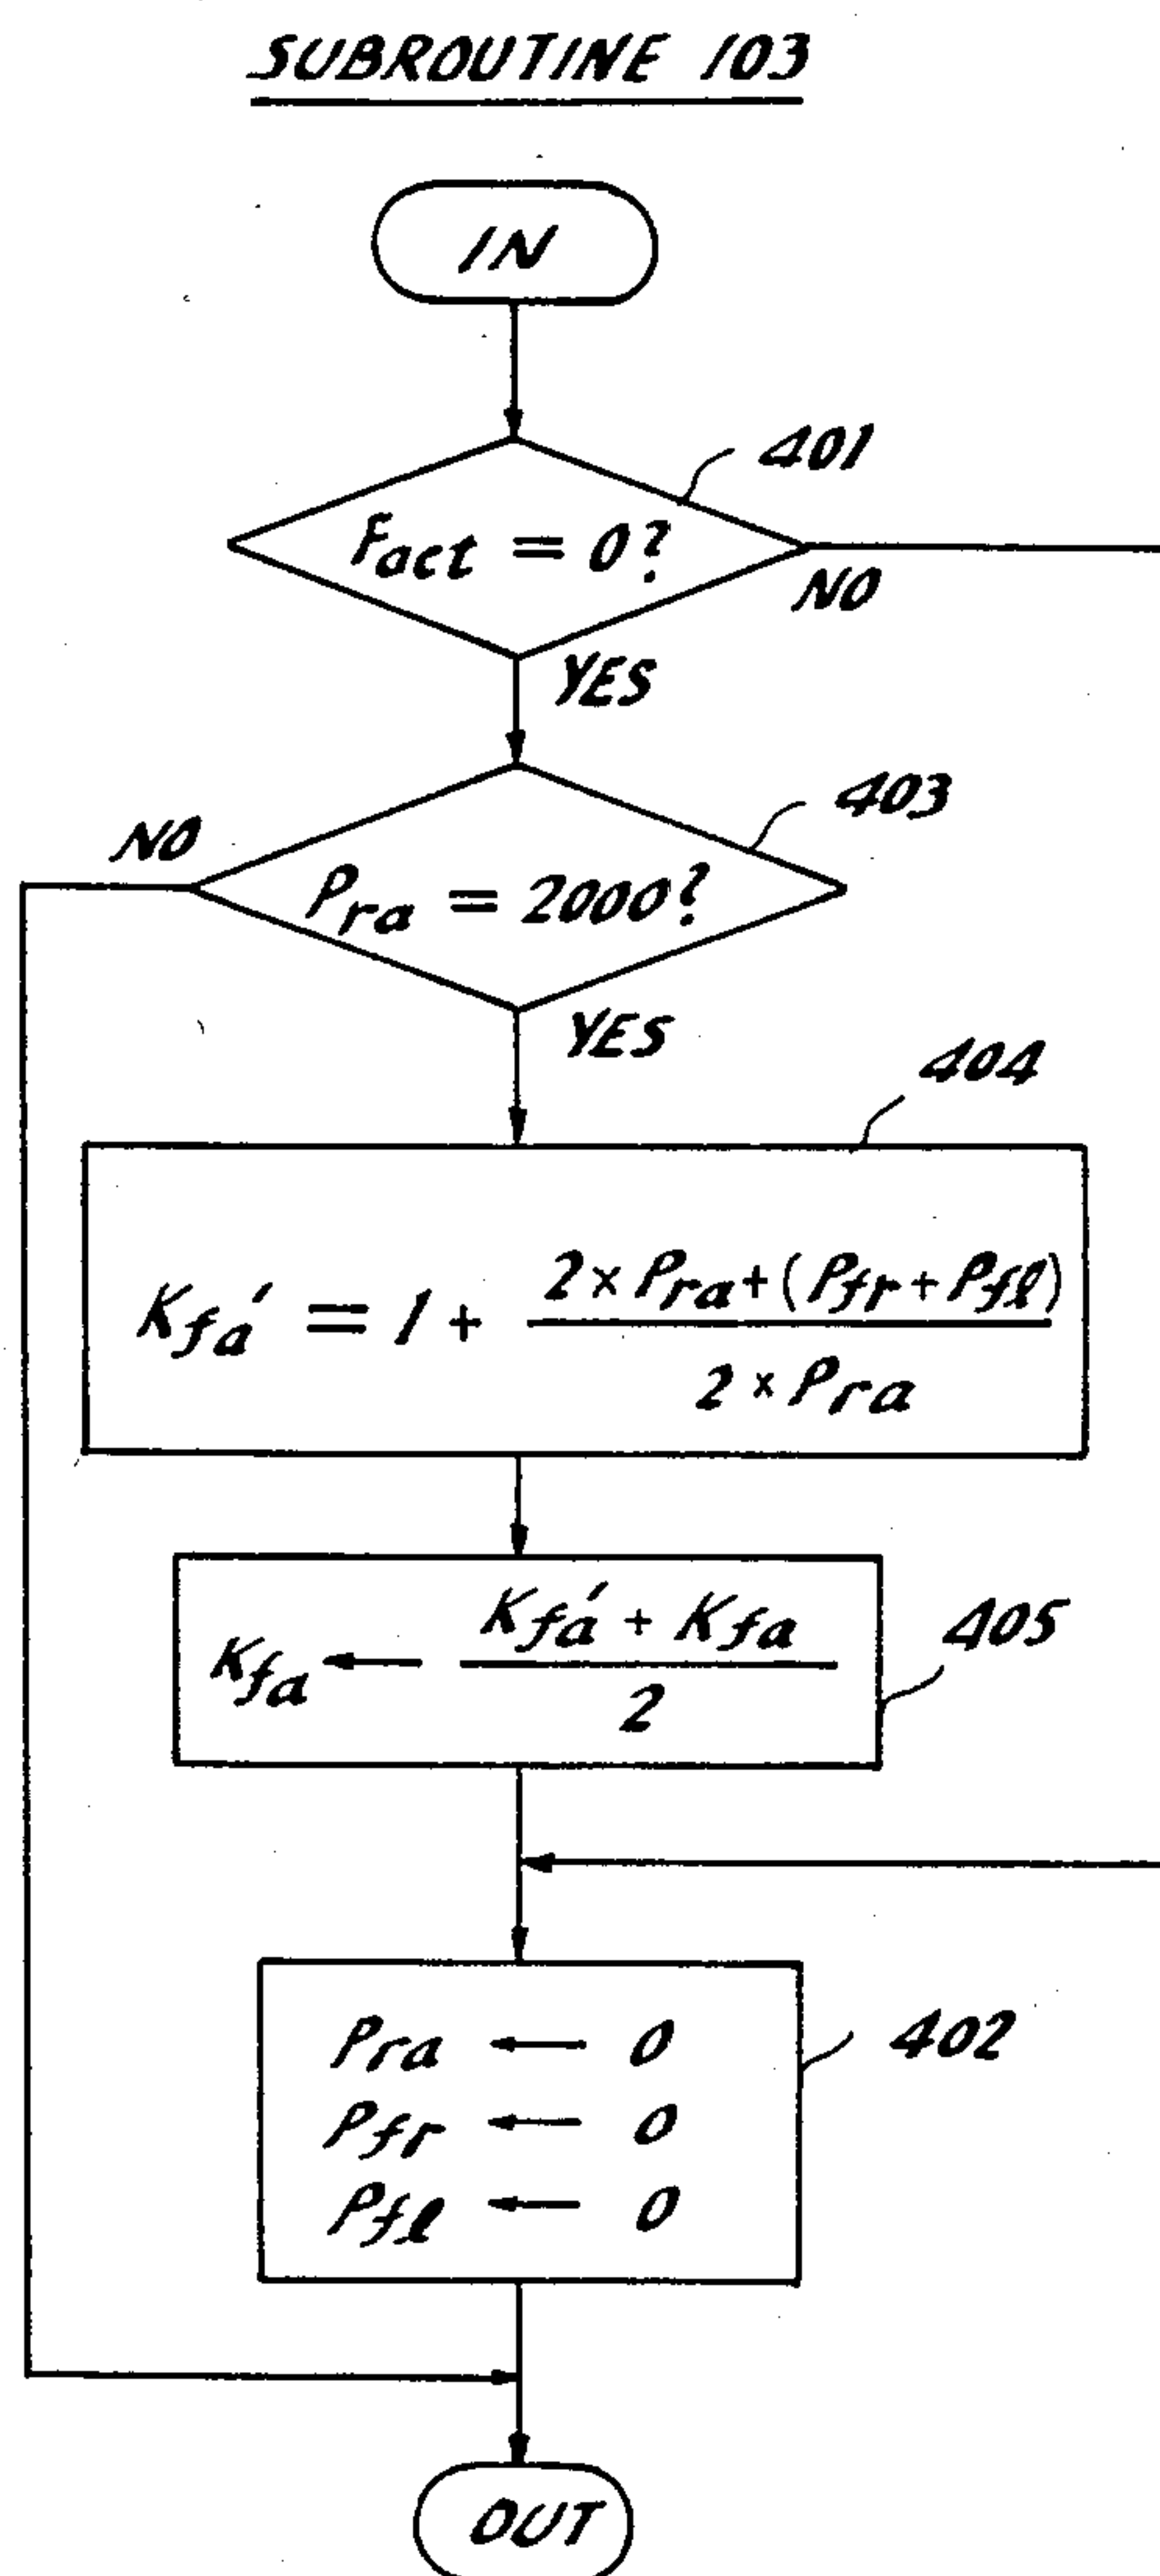 SUBROUTINE 103
IN
401
Fact = 0?
NO
YES
403
NO
Pra = 2000?
YES
404
Kfa' = 1 + 2 × Pra + (Pfr + Pfl)
2 × Pra
405
Kfa ← Kfa' + Kfa
2
402
Pra ← 0
Pfr ← 0
Pfl ← 0
OUT